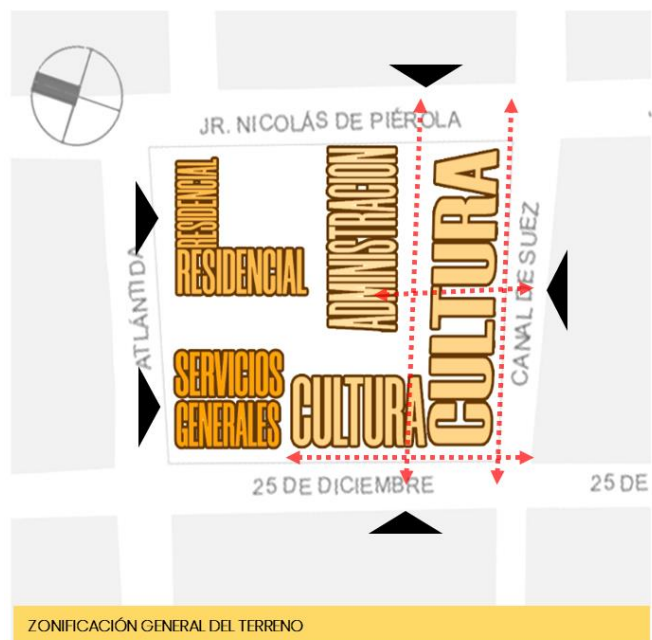 JR. NICOLÁS DE PIÉROLA
RESIDENCIAL
RESIDENCIAL
ADMINISTRACION
CULTURA
ATLÁNTIDA
CANAL DE SUEZ
SERVICIOS
GENERALES
CULTURA
25 DE DICIEMBRE
25 DE
ZONIFICACIÓN GENERAL DEL TERRENO